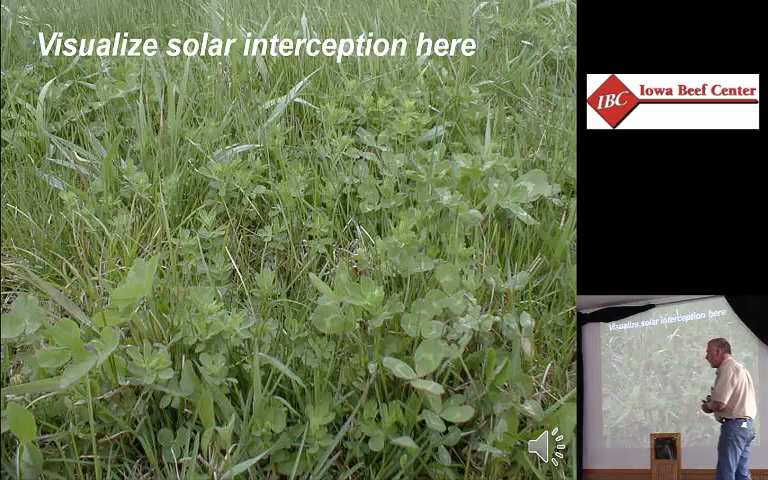 Visualize solar interception here
IBC
Iowa Beef Center
Visualize solar interception here